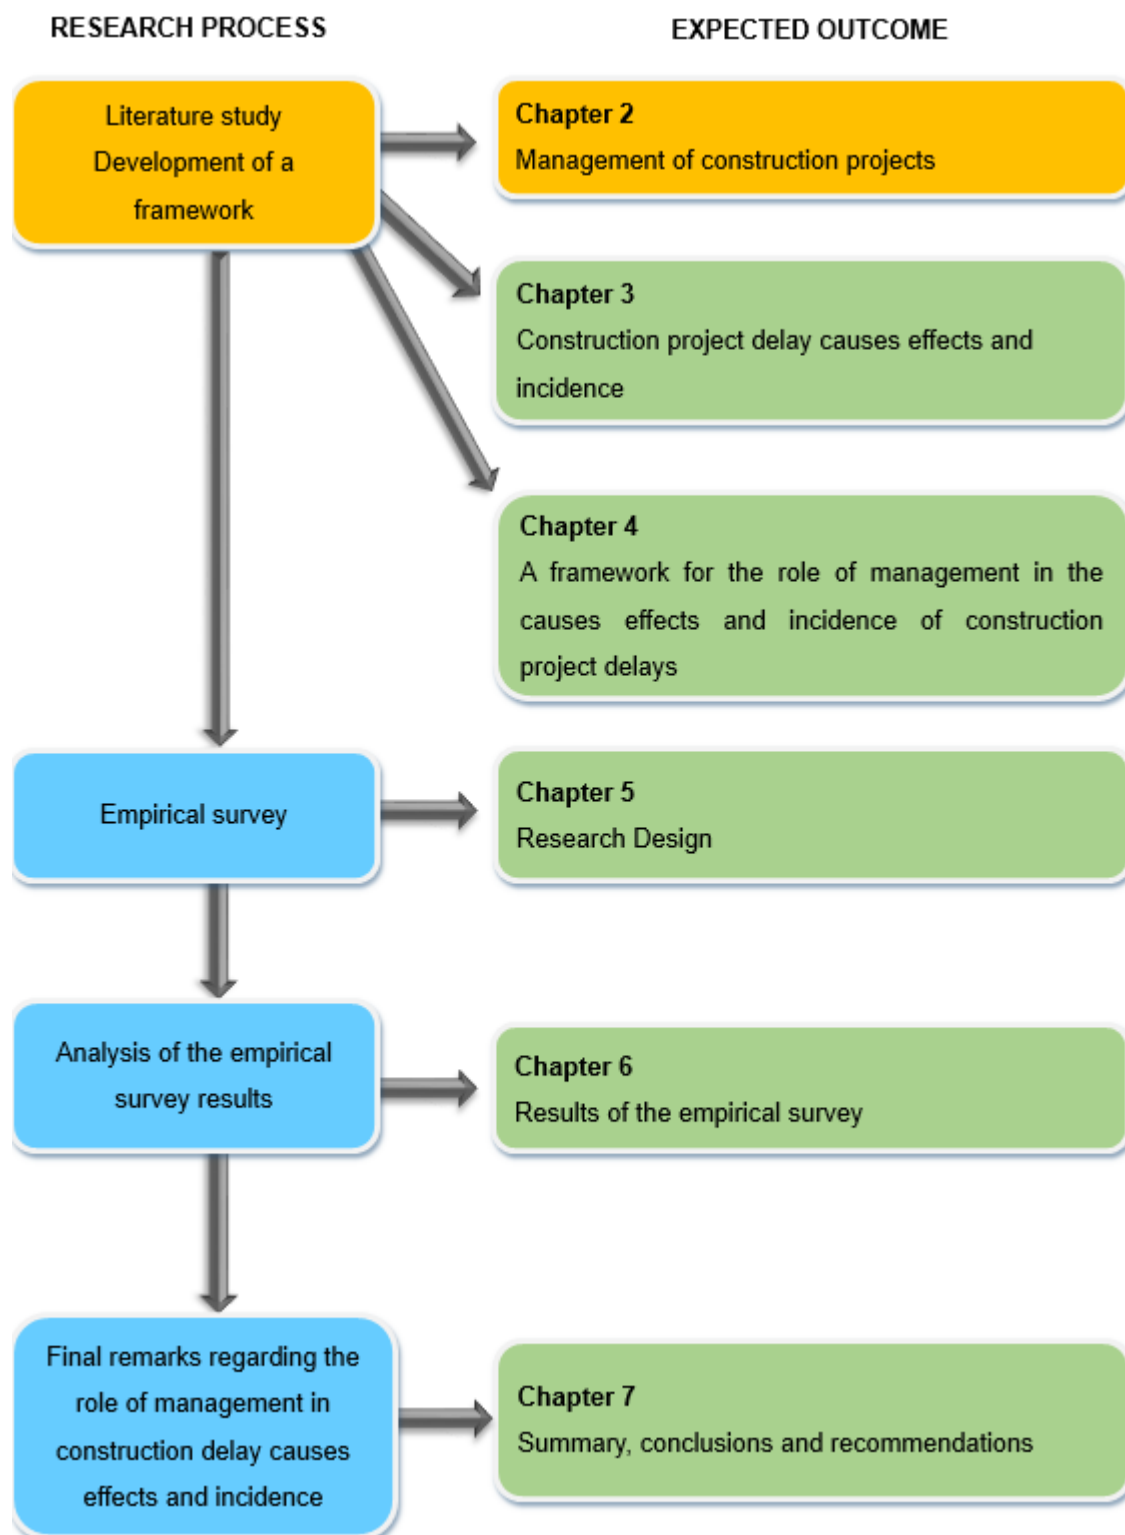 RESEARCH PROCESS
EXPECTED OUTCOME
Literature study
Development of a
framework
Chapter 2
Management of construction projects
Chapter 3
Construction project delay causes effects and
incidence
Chapter 4
A framework for the role of management in the
causes effects and incidence of construction
project delays
Empirical survey
Chapter 5
Research Design
Analysis of the empirical
survey results
Chapter 6
Results of the empirical survey
Final remarks regarding the
role of management in
construction delay causes
effects and incidence
Chapter 7
Summary, conclusions and recommendations